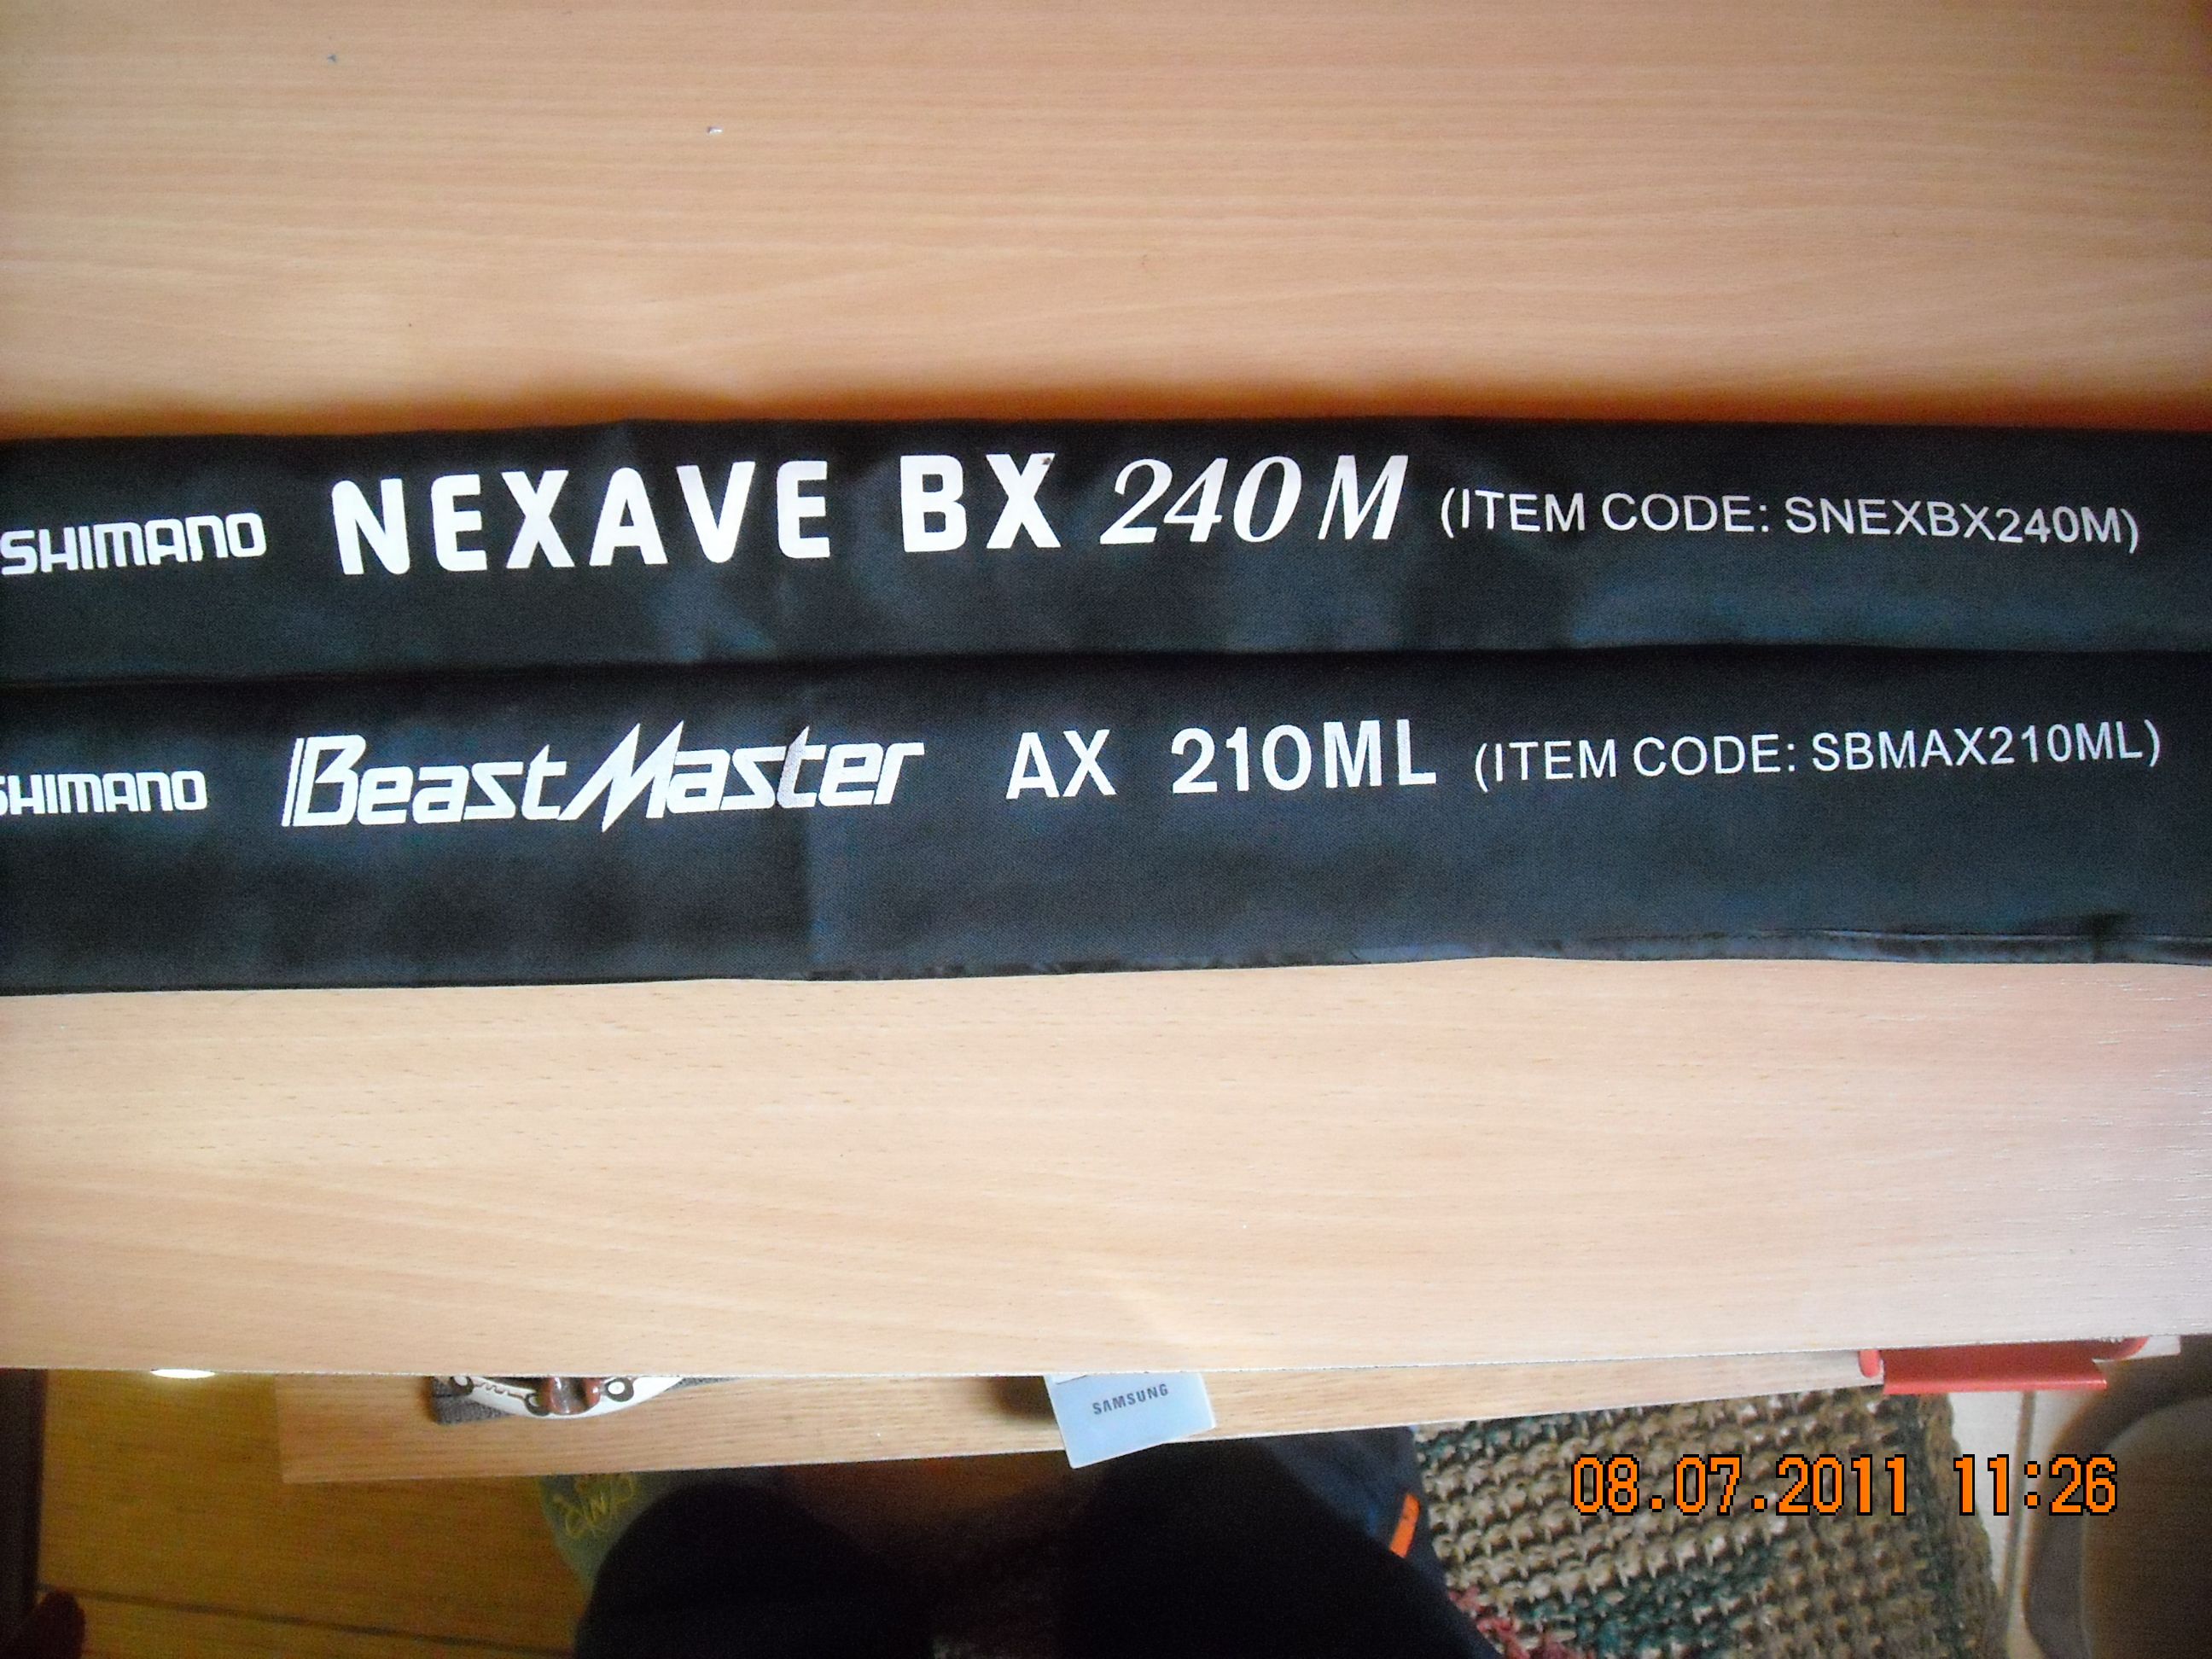 SHIMANO NEXAVE BX 240M (ITEM CODE: SNEXBX240M)
SHIMANO BeastMaster AX 210ML (ITEM CODE: SBMAX210ML)
SAMSUNG
08.07.2011 11:26